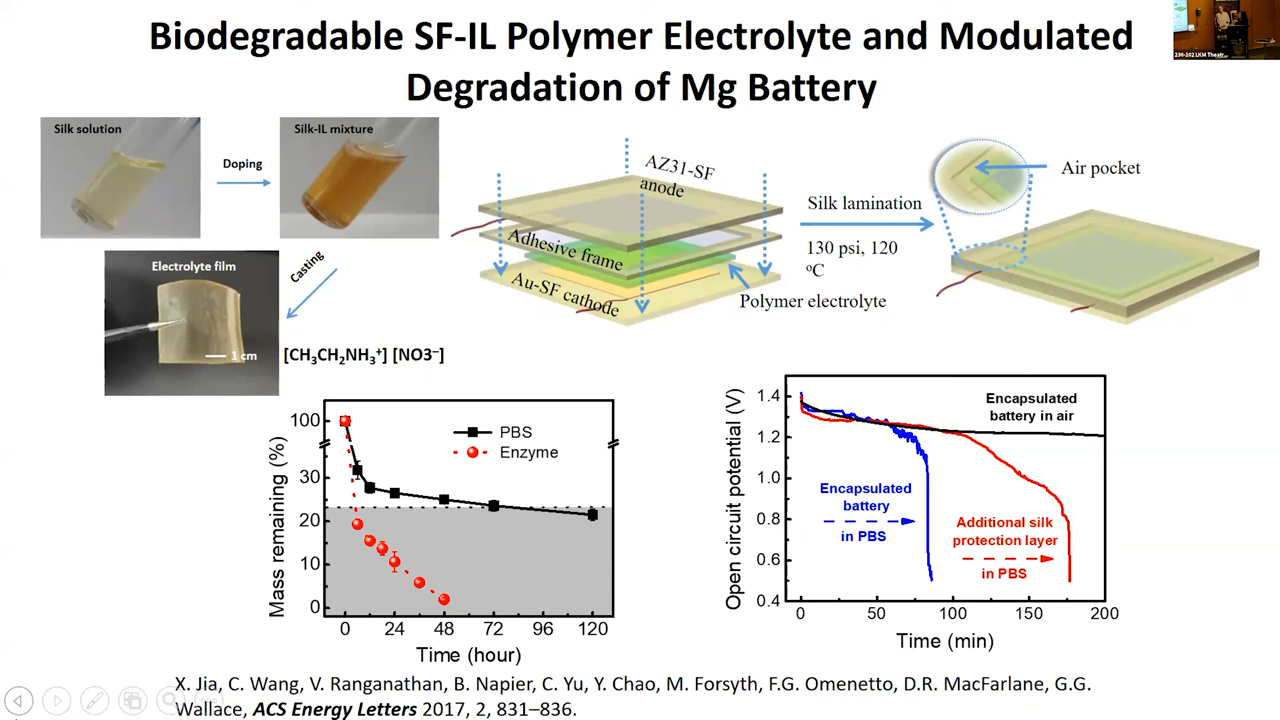 Biodegradable SF-IL Polymer Electrolyte and Modulated
Degradation of Mg Battery
236-102 LKM Theatr...
Silk solution
Doping
Silk-IL mixture
Casting
Electrolyte film
1 cm
[CH₃CH₂NH₃⁺] [NO3⁻]
AZ31-SF
anode
Adhesive frame
Au-SF cathode
Polymer electrolyte
Silk lamination
130 psi, 120
ºC
Air pocket
Mass remaining (%)
100
30
20
10
0
PBS
Enzyme
0 24 48 72 96 120
Time (hour)
Open circuit potential (V)
1.4
1.2
1.0
0.8
0.6
0.4
Encapsulated
battery in air
Encapsulated
battery
in PBS
Additional silk
protection layer
in PBS
0 50 100 150 200
Time (min)
X. Jia, C. Wang, V. Ranganathan, B. Napier, C. Yu, Y. Chao, M. Forsyth, F.G. Omenetto, D.R. MacFarlane, G.G.
Wallace, ACS Energy Letters 2017, 2, 831–836.